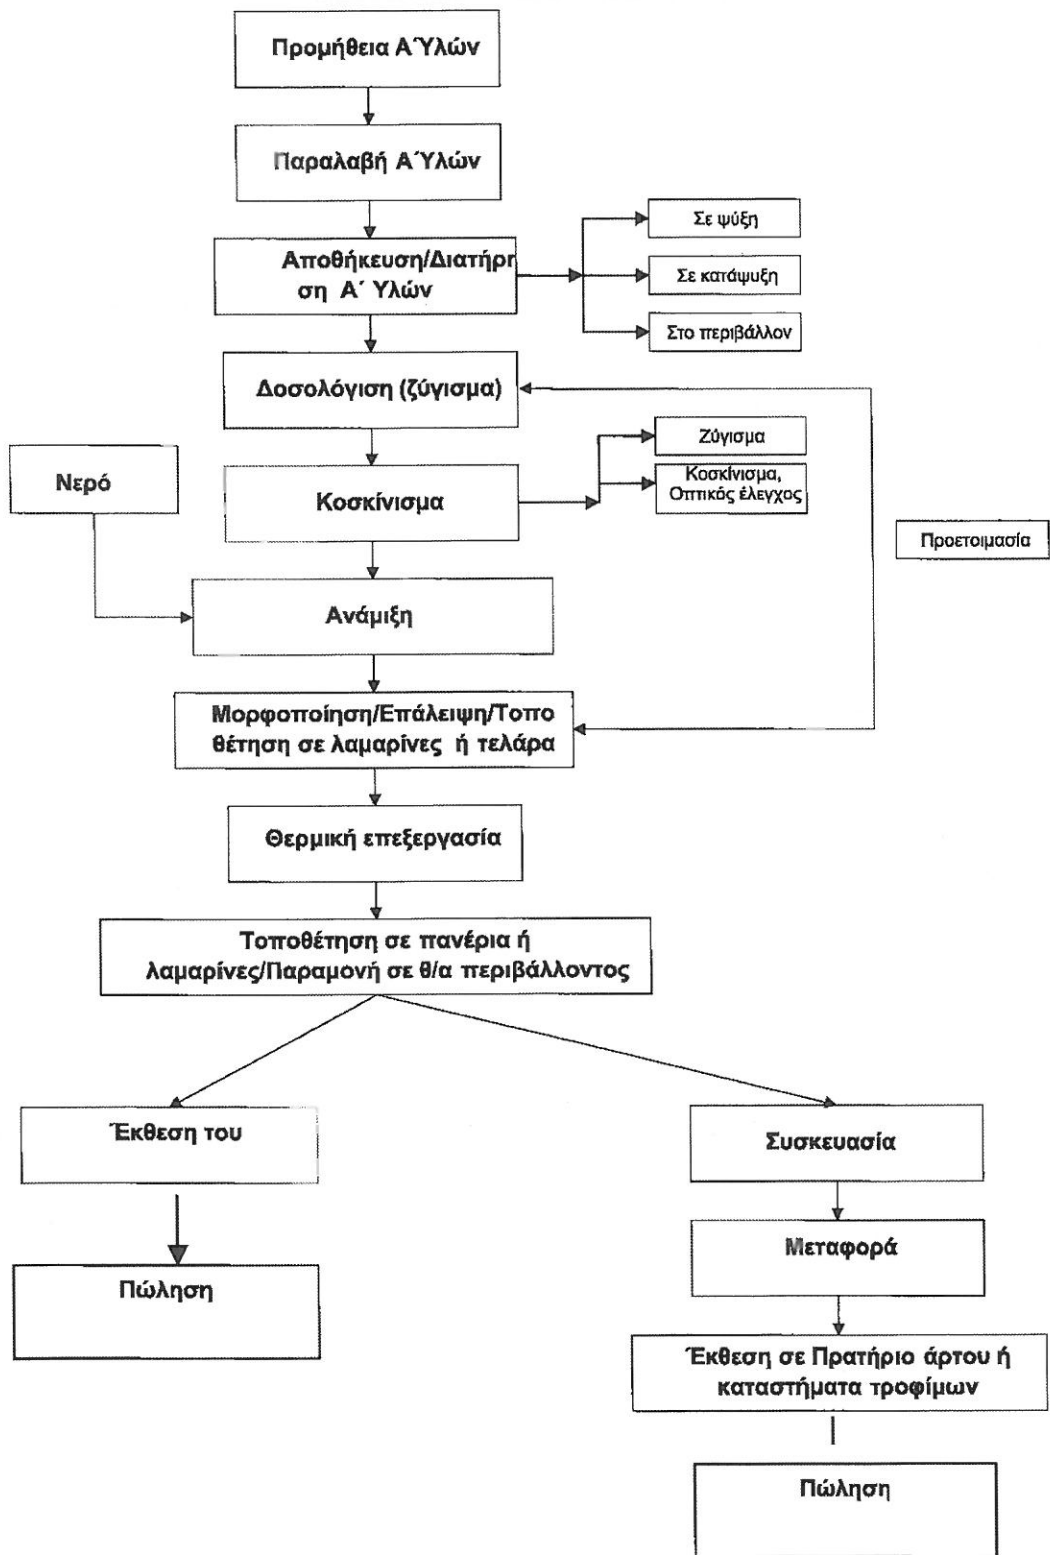 Προμήθεια Α΄Υλών
Παραλαβή Α΄Υλών
Αποθήκευση/Διατήρη
ση Α΄ Υλών
Σε ψύξη
Σε κατάψυξη
Στο περιβάλλον
Δοσολόγιση (ζύγισμα)
Νερό
Κοσκίνισμα
Ζύγισμα
Κοσκίνισμα,
Οπτικός έλεγχος
Προετοιμασία
Ανάμιξη
Μορφοποίηση/Επάλειψη/Τοπο
θέτηση σε λαμαρίνες ή τελάρα
Θερμική επεξεργασία
Τοποθέτηση σε πανέρια ή
λαμαρίνες/Παραμονή σε θ/α περιβάλλοντος
Έκθεση του
Πώληση
Συσκευασία
Μεταφορά
Έκθεση σε Πρατήριο άρτου ή
καταστήματα τροφίμων
Πώληση